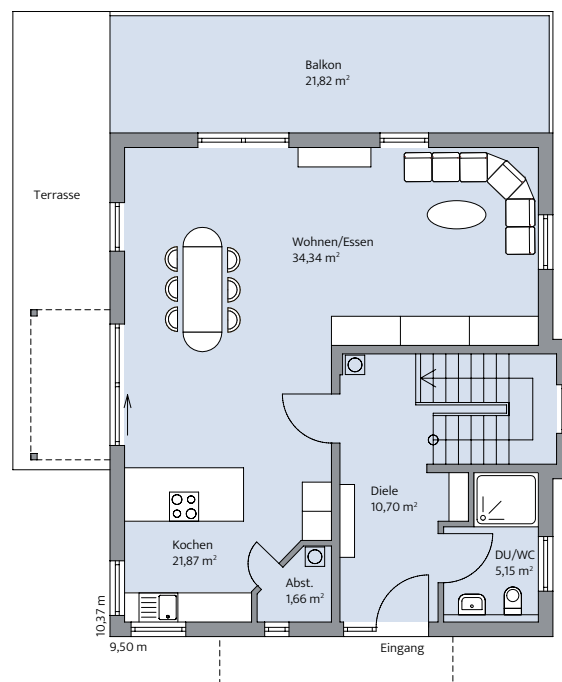 Balkon
21,82 m²
Terrasse
Wohnen/Essen
34,34 m²
Diele
10,70 m²
Kochen
21,87 m²
DU/WC
5,15 m²
Abst.
1,66 m²
10,37 m
9,50 m
Eingang